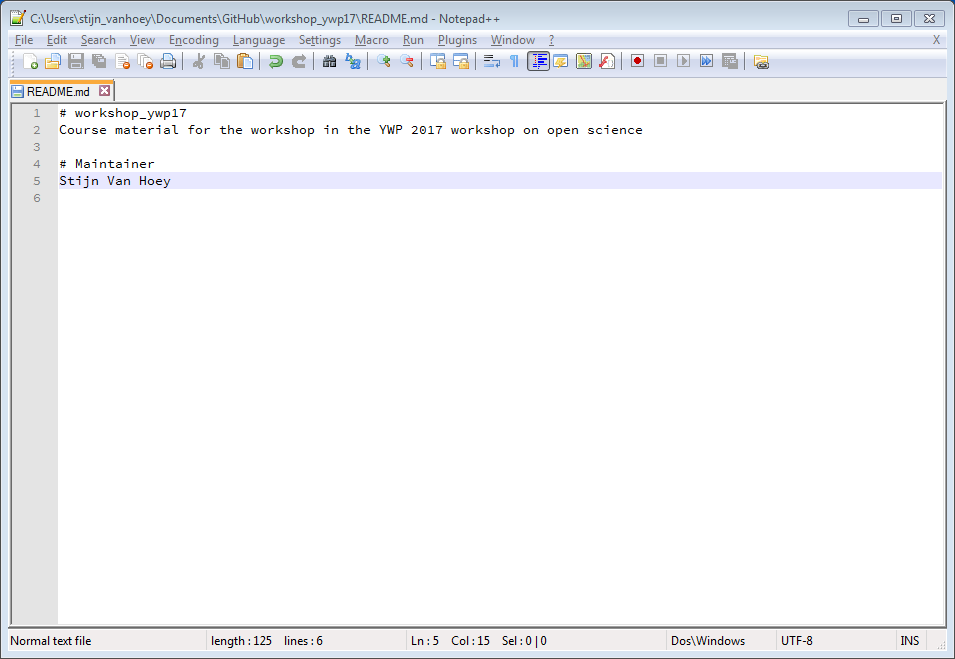 C:\Users\stijn_vanhoey\Documents\GitHub\workshop_ywp17\README.md - Notepad++
File Edit Search View Encoding Language Settings Macro Run Plugins Window ? X
README.md
1 # workshop_ywp17
2 Course material for the workshop in the YWP 2017 workshop on open science
3
4 # Maintainer
5 Stijn Van Hoey
6
Normal text file length : 125 lines : 6 Ln : 5 Col : 15 Sel : 0 | 0 Dos\Windows UTF-8 INS